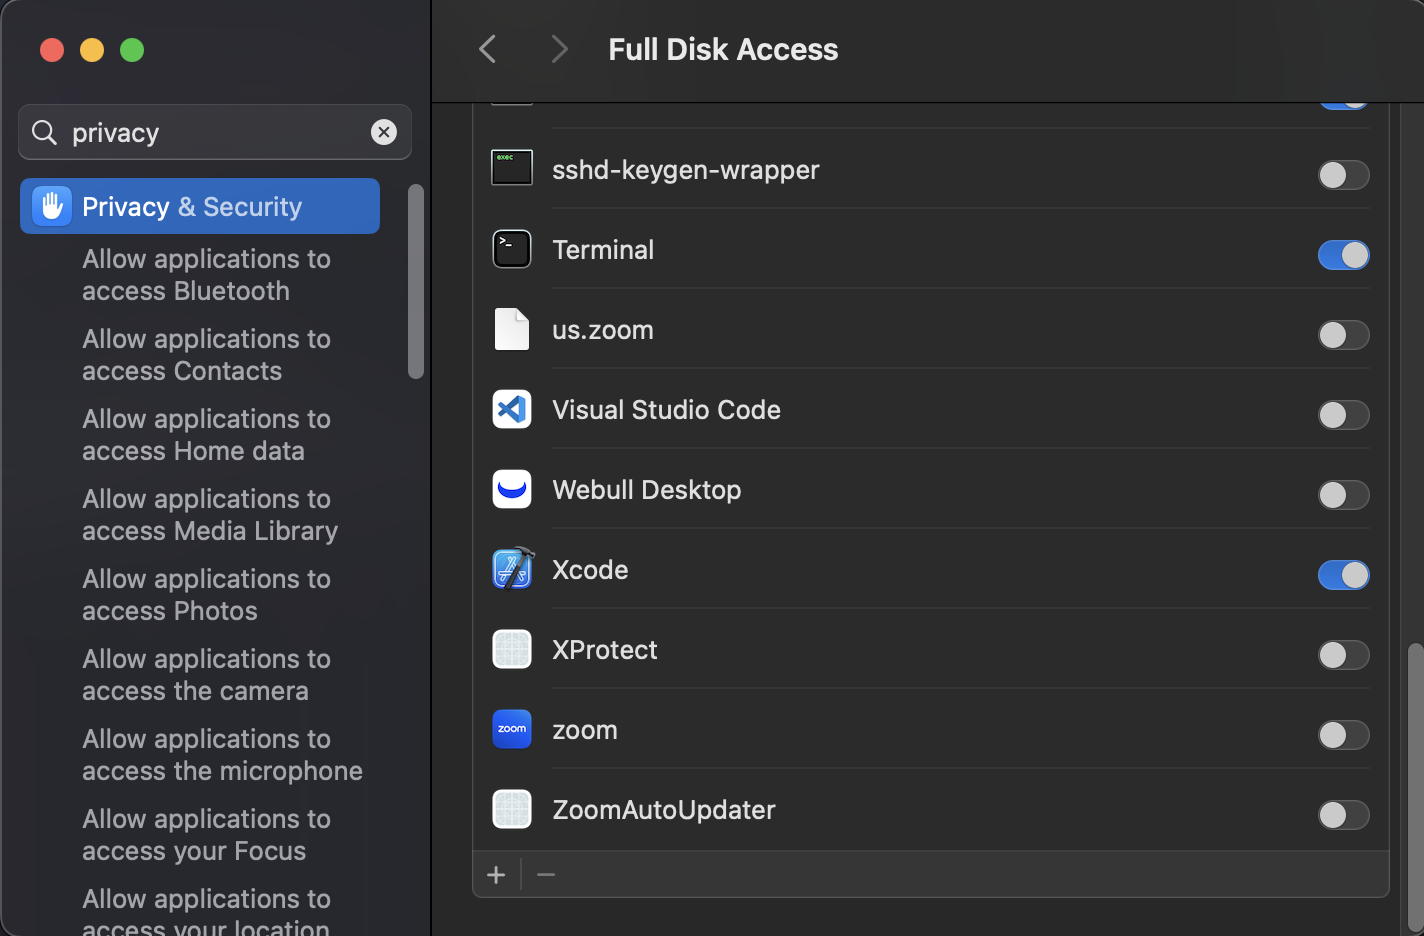 privacy
Privacy & Security
Allow applications to
access Bluetooth
Allow applications to
access Contacts
Allow applications to
access Home data
Allow applications to
access Media Library
Allow applications to
access Photos
Allow applications to
access the camera
Allow applications to
access the microphone
Allow applications to
access your Focus
Allow applications to
access your location
Full Disk Access
exec
sshd-keygen-wrapper
>_
Terminal
us.zoom
Visual Studio Code
Webull Desktop
Xcode
XProtect
zoom
zoom
ZoomAutoUpdater